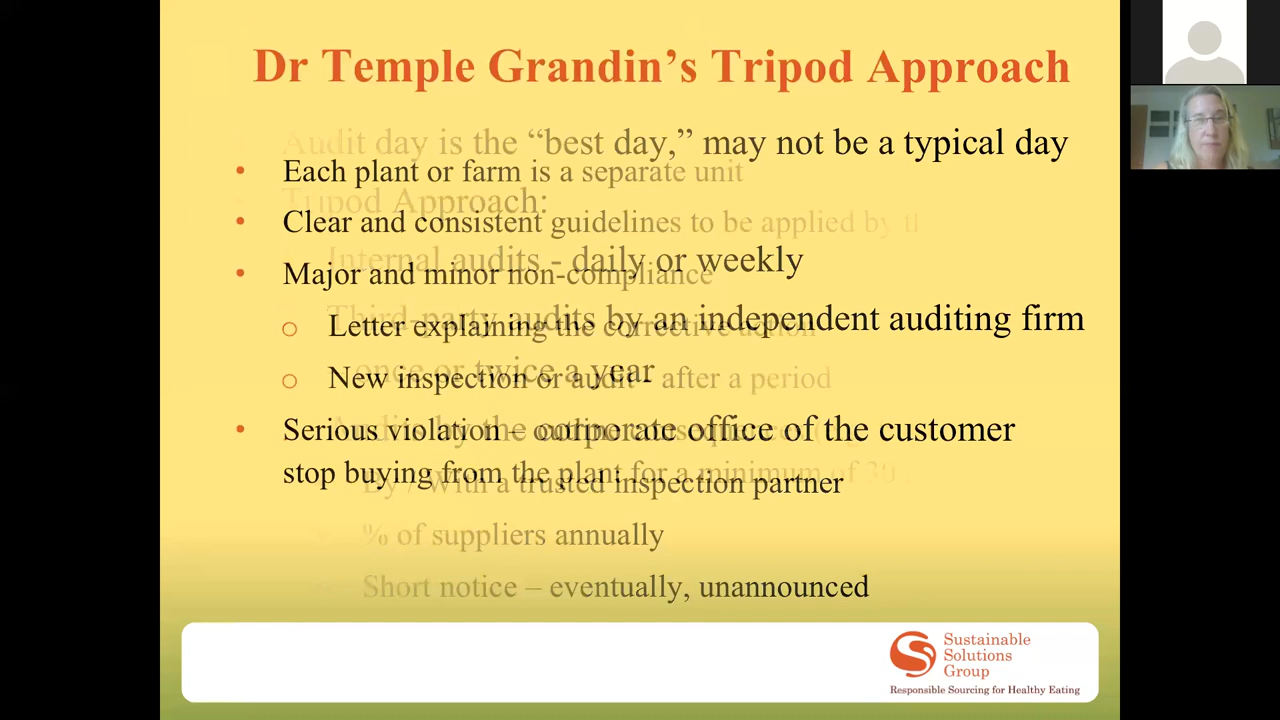 Dr Temple Grandin's Tripod Approach
Audit day is the “best day,” may not be a typical day
• Each plant or farm is a separate unit
Tripod Approach:
• Clear and consistent guidelines to be applied by
Internal audits - daily or weekly
• Major and minor non-compliance
Third-party audits by an independent auditing firm
○ Letter explaining the corrective action
once or twice a year
○ New inspection or audit - after a period
Audits by the corporate office of the customer
• Serious violation –
stop buying from the plant for a minimum of 30
By / With a trusted inspection partner
% of suppliers annually
Short notice – eventually, unannounced
Sustainable
Solutions
Group
Responsible Sourcing for Healthy Eating